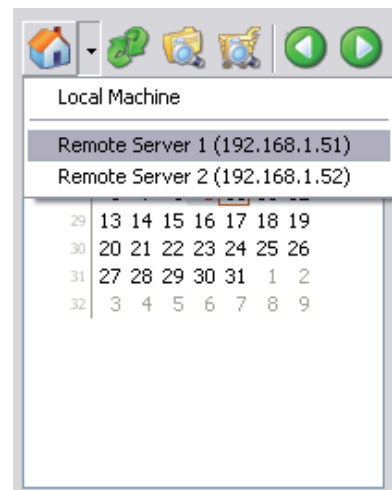 Local Machine
Remote Server 1 (192.168.1.51)
Remote Server 2 (192.168.1.52)
29 13 14 15 16 17 18 19
30 20 21 22 23 24 25 26
31 27 28 29 30 31 1 2
32 3 4 5 6 7 8 9